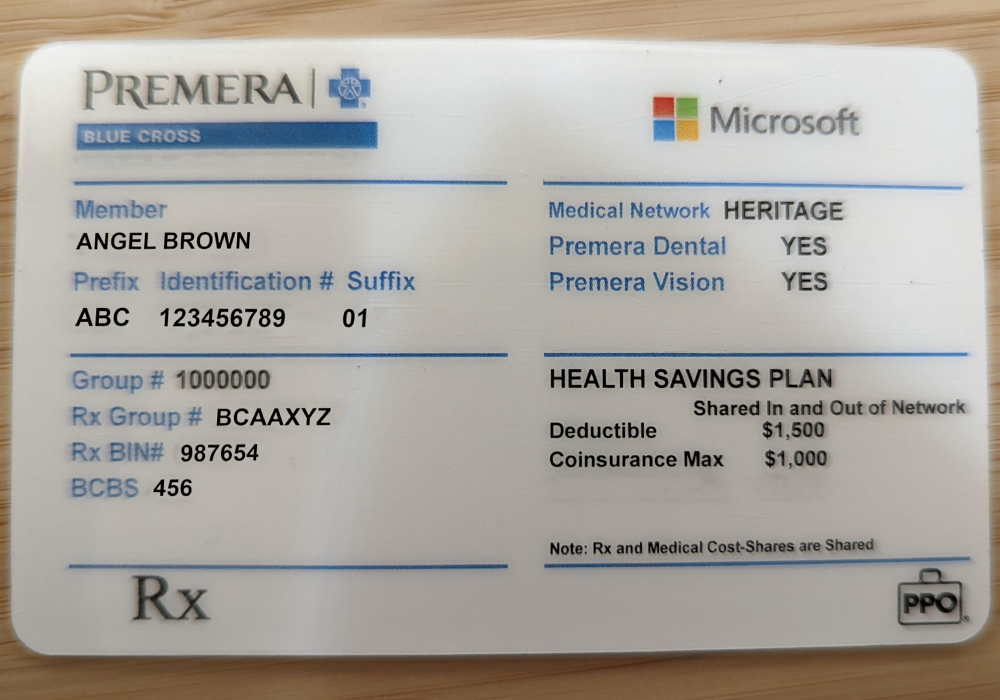 PREMERA
BLUE CROSS
Member
ANGEL BROWN
Prefix Identification # Suffix
ABC 123456789 01
Group # 1000000
Rx Group # BCAAXYZ
Rx BIN# 987654
BCBS 456
Rx
Microsoft
Medical Network HERITAGE
Premera Dental YES
Premera Vision YES
HEALTH SAVINGS PLAN
Shared In and Out of Network
Deductible $1,500
Coinsurance Max $1,000
Note: Rx and Medical Cost-Shares are Shared
PPO®